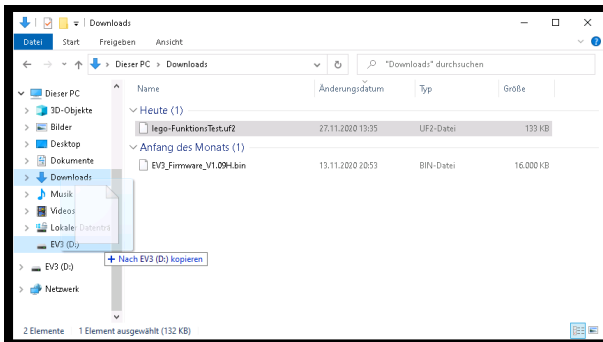 Downloads
Datei Start Freigeben Ansicht
Dieser PC > Downloads
"Downloads" durchsuchen
Name Änderungsdatum Typ Größe
Heute (1)
lego-FunktionsTest.uf2 27.11.2020 13:35 UF2-Datei 133 KB
Anfang des Monats (1)
EV3_Firmware_V1.09H.bin 13.11.2020 20:53 BIN-Datei 16.000 KB
Dieser PC
3D-Objekte
Bilder
Desktop
Dokumente
Downloads
Musik
Videos
Lokaler Datenträ
EV3 (D:)
+ Nach EV3 (D:) kopieren
EV3 (D:)
Netzwerk
2 Elemente 1 Element ausgewählt (132 KB)